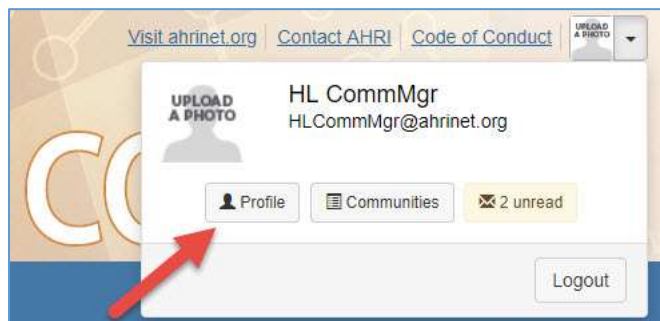 Visit ahrinet.org Contact AHRI Code of Conduct UPLOAD A PHOTO
UPLOAD
A PHOTO
HL CommMgr
HLCommMgr@ahrinet.org
CO
Profile Communities 2 unread
Logout